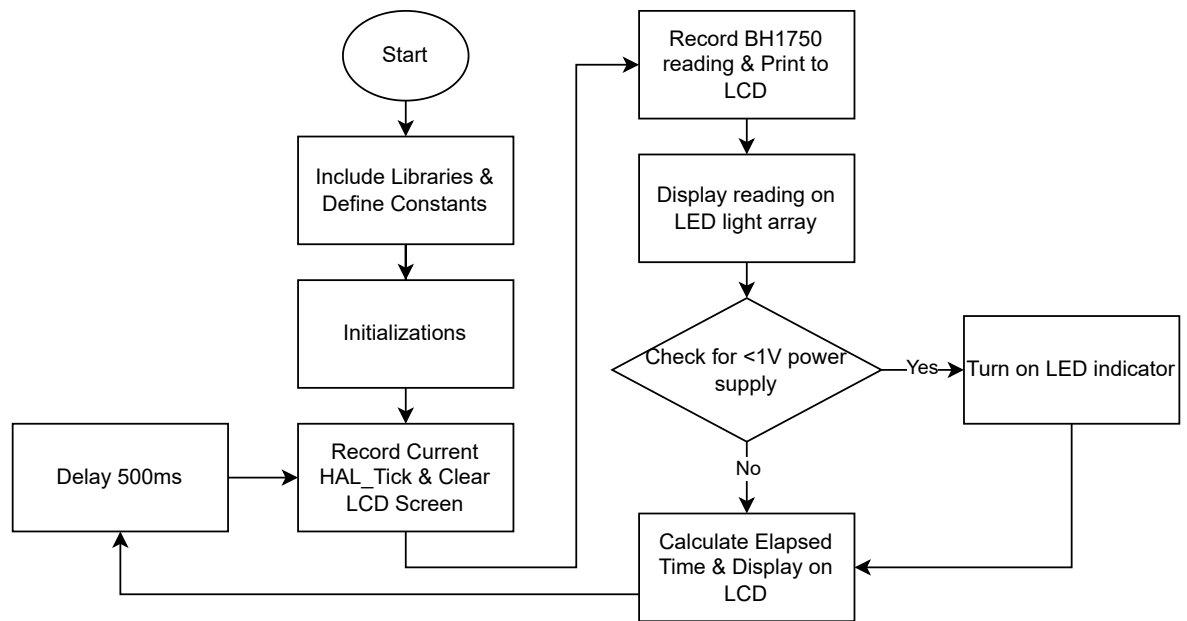 Start
Include Libraries &
Define Constants
Initializations
Record Current
HAL_Tick & Clear
LCD Screen
Delay 500ms
Record BH1750
reading & Print to
LCD
Display reading on
LED light array
Check for <1V power
supply
Yes
Turn on LED indicator
No
Calculate Elapsed
Time & Display on
LCD